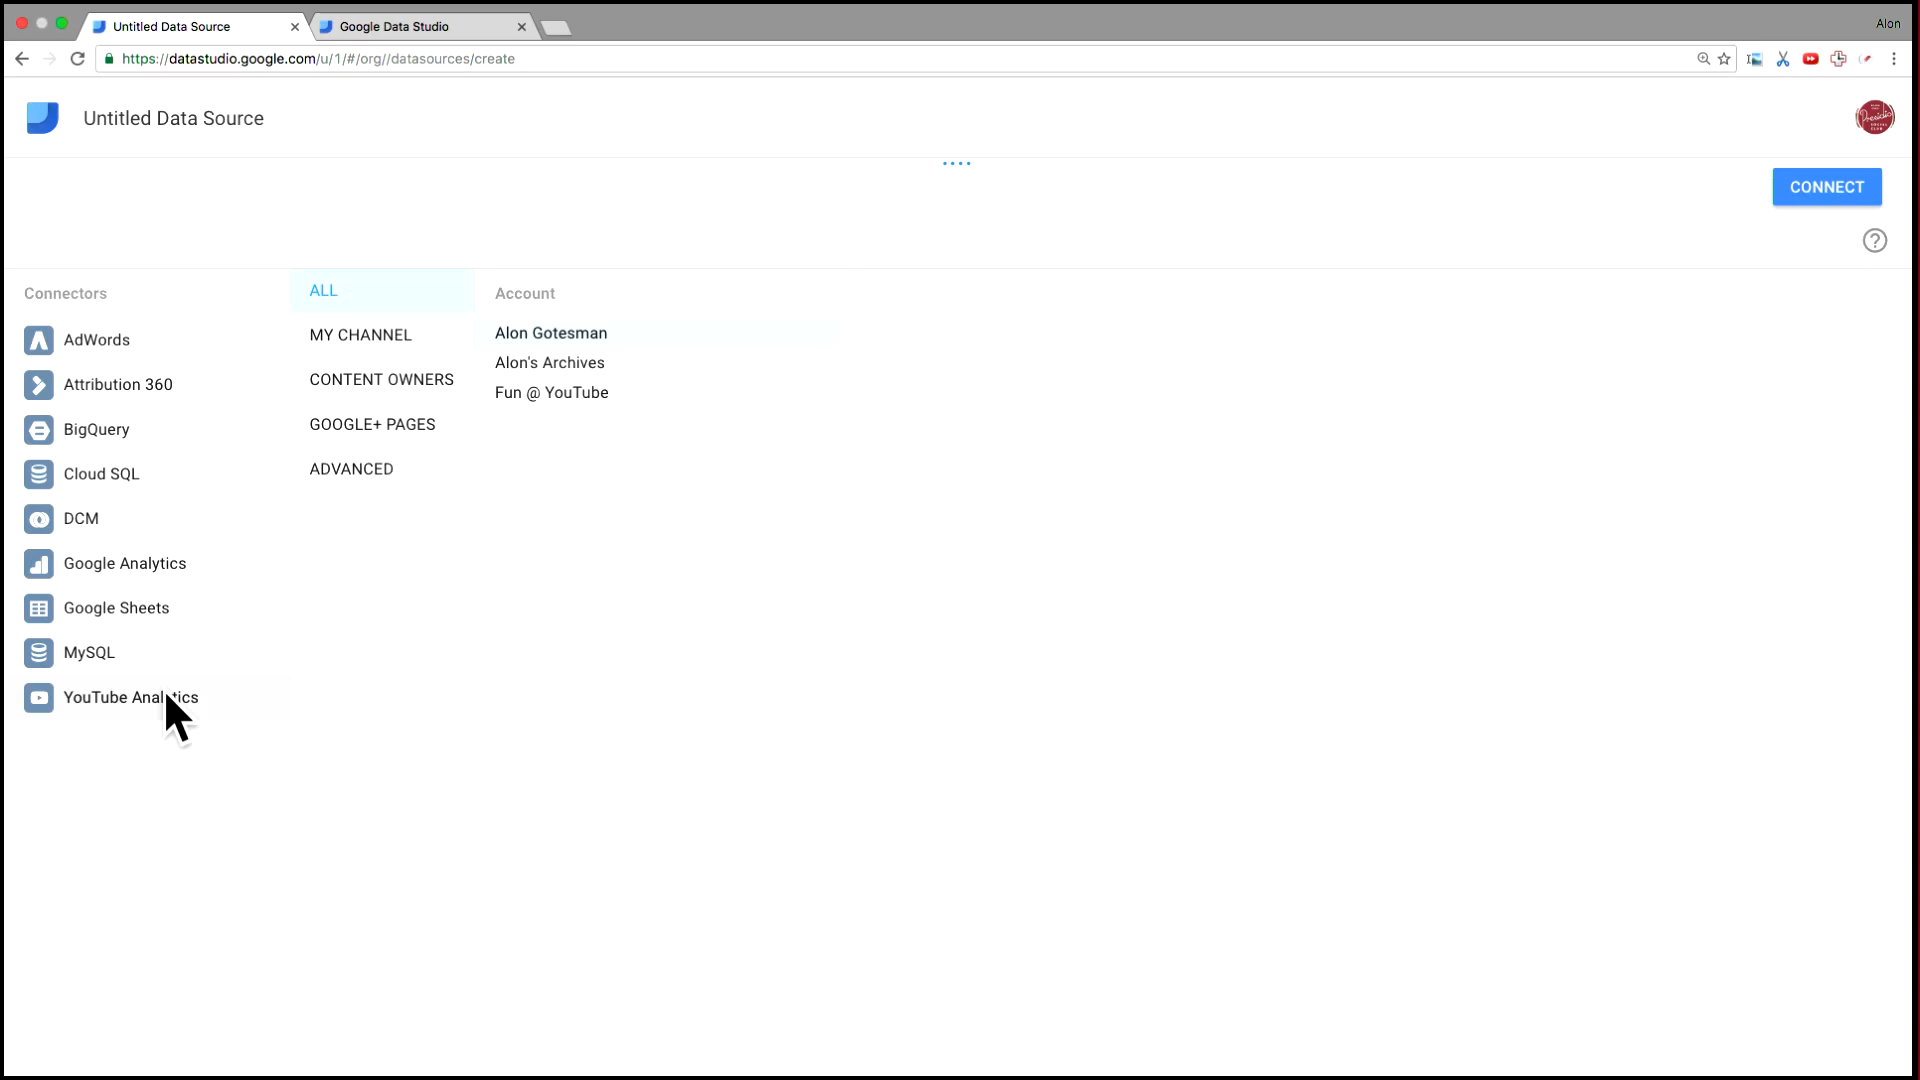 Untitled Data Source
Google Data Studio
Alon
https://datastudio.google.com/u/1/#/org//datasources/create
Untitled Data Source
CONNECT
Connectors
AdWords
Attribution 360
BigQuery
Cloud SQL
DCM
Google Analytics
Google Sheets
MySQL
YouTube Analytics
ALL
MY CHANNEL
CONTENT OWNERS
GOOGLE+ PAGES
ADVANCED
Account
Alon Gotesman
Alon's Archives
Fun @ YouTube